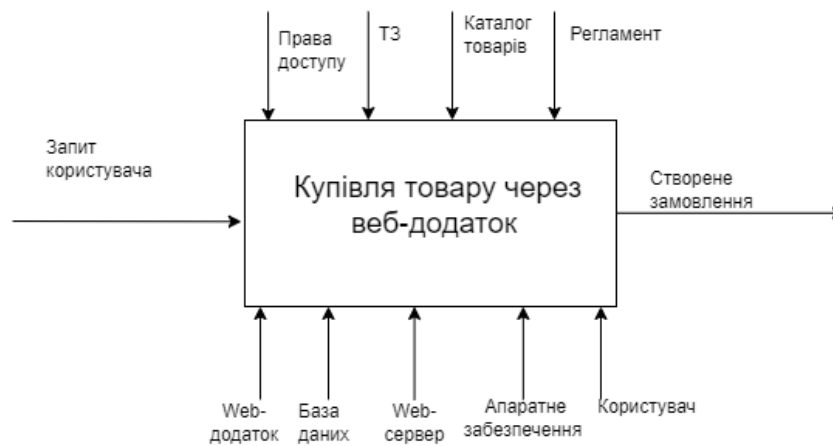 Права
доступу
ТЗ
Каталог
товарів
Регламент
Запит
користувача
Купівля товару через
веб-додаток
Створене
замовлення
Web-
додаток
База
даних
Web-
сервер
Апаратне
забезпечення
Користувач